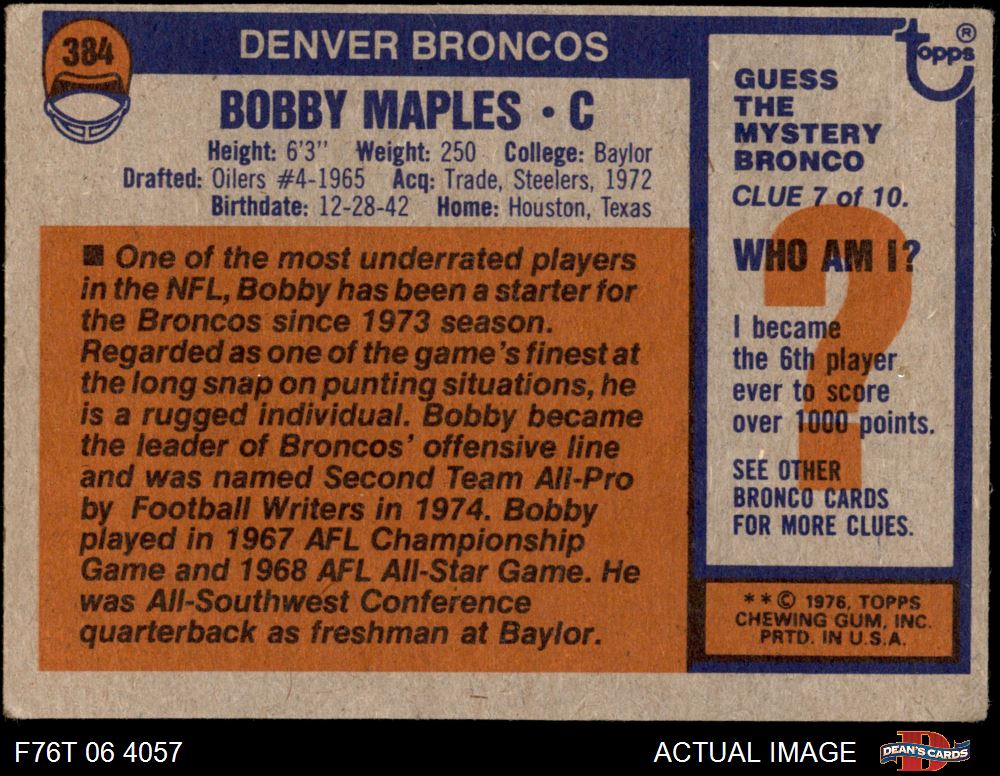 384
DENVER BRONCOS
BOBBY MAPLES • C
Height: 6'3" Weight: 250 College: Baylor
Drafted: Oilers #4-1965 Acq: Trade, Steelers, 1972
Birthdate: 12-28-42 Home: Houston, Texas
■ One of the most underrated players
in the NFL, Bobby has been a starter for
the Broncos since 1973 season.
Regarded as one of the game's finest at
the long snap on punting situations, he
is a rugged individual. Bobby became
the leader of Broncos' offensive line
and was named Second Team All-Pro
by Football Writers in 1974. Bobby
played in 1967 AFL Championship
Game and 1968 AFL All-Star Game. He
was All-Southwest Conference
quarterback as freshman at Baylor.
topps®
GUESS
THE
MYSTERY
BRONCO
CLUE 7 of 10.
WHO AM I?
?
I became
the 6th player
ever to score
over 1000 points.
SEE OTHER
BRONCO CARDS
FOR MORE CLUES.
**© 1976, TOPPS
CHEWING GUM, INC.
PRTD. IN U.S.A.
F76T 06 4057
ACTUAL IMAGE
D
DEAN'S CARDS